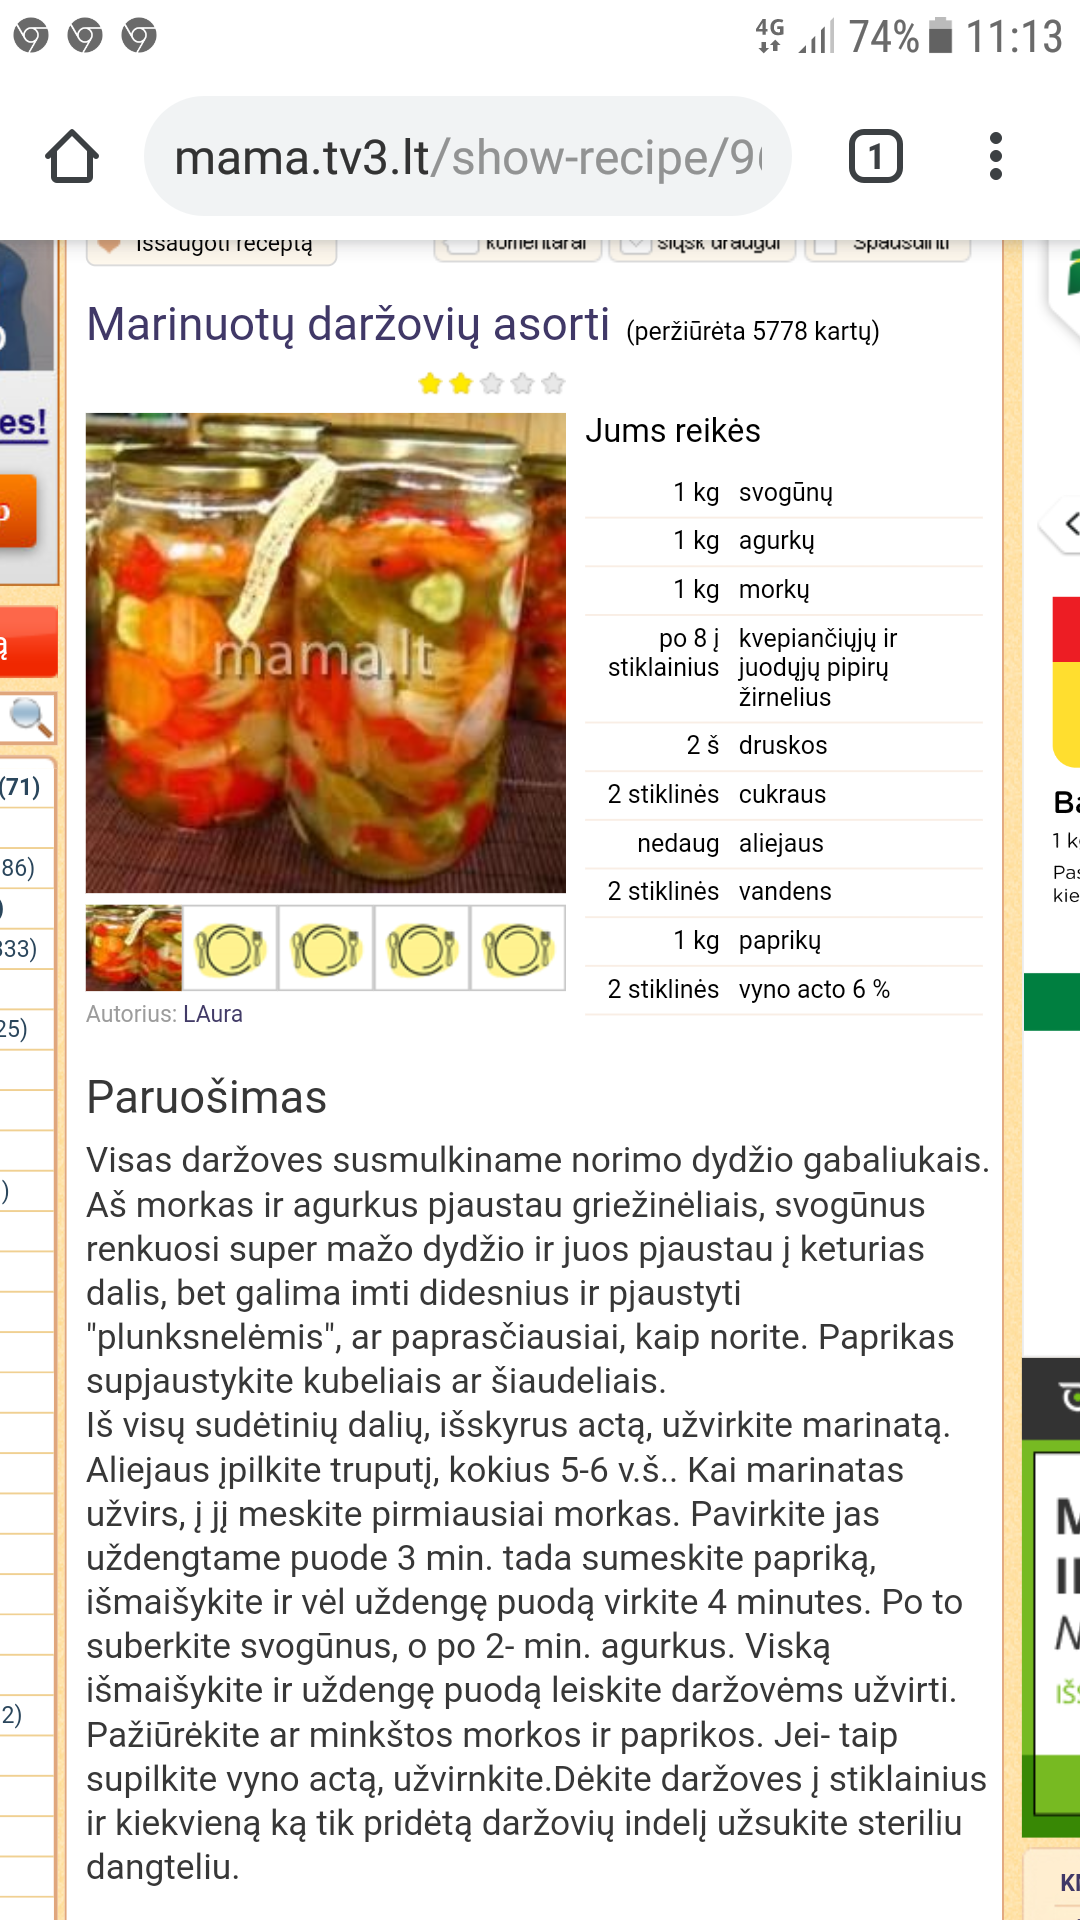 4G 74% 11:13
mama.tv3.lt/show-recipe/9
1
Išsaugoti receptą komentarai siųsk draugui Spausdinti
Marinuotų daržovių asorti (peržiūrėta 5778 kartų)
es!
Jums reikės
1 kg svogūnų
1 kg agurkų
1 kg morkų
po 8 į kvepiančiųjų ir
stiklainius juodųjų pipirų
žirnelius
2 š druskos
2 stiklinės cukraus
nedaug aliejaus
2 stiklinės vandens
1 kg paprikų
2 stiklinės vyno acto 6 %
mama.lt
Autorius: LAura
(71)
86)
)
333)
25)
)
2)
Paruošimas
Visas daržoves susmulkiname norimo dydžio gabaliukais.
Aš morkas ir agurkus pjaustau griežinėliais, svogūnus
renkuosi super mažo dydžio ir juos pjaustau į keturias
dalis, bet galima imti didesnius ir pjaustyti
"plunksnelėmis", ar paprasčiausiai, kaip norite. Paprikas
supjaustykite kubeliais ar šiaudeliais.
Iš visų sudėtinių dalių, išskyrus actą, užvirkite marinatą.
Aliejaus įpilkite truputį, kokius 5-6 v.š.. Kai marinatas
užvirs, į jį meskite pirmiausiai morkas. Pavirkite jas
uždengtame puode 3 min. tada sumeskite papriką,
išmaišykite ir vėl uždengę puodą virkite 4 minutes. Po to
suberkite svogūnus, o po 2- min. agurkus. Viską
išmaišykite ir uždengę puodą leiskite daržovėms užvirti.
Pažiūrėkite ar minkštos morkos ir paprikos. Jei- taip
supilkite vyno actą, užvirnkite.Dėkite daržoves į stiklainius
ir kiekvieną ką tik pridėtą daržovių indelį užsukite steriliu
dangteliu.